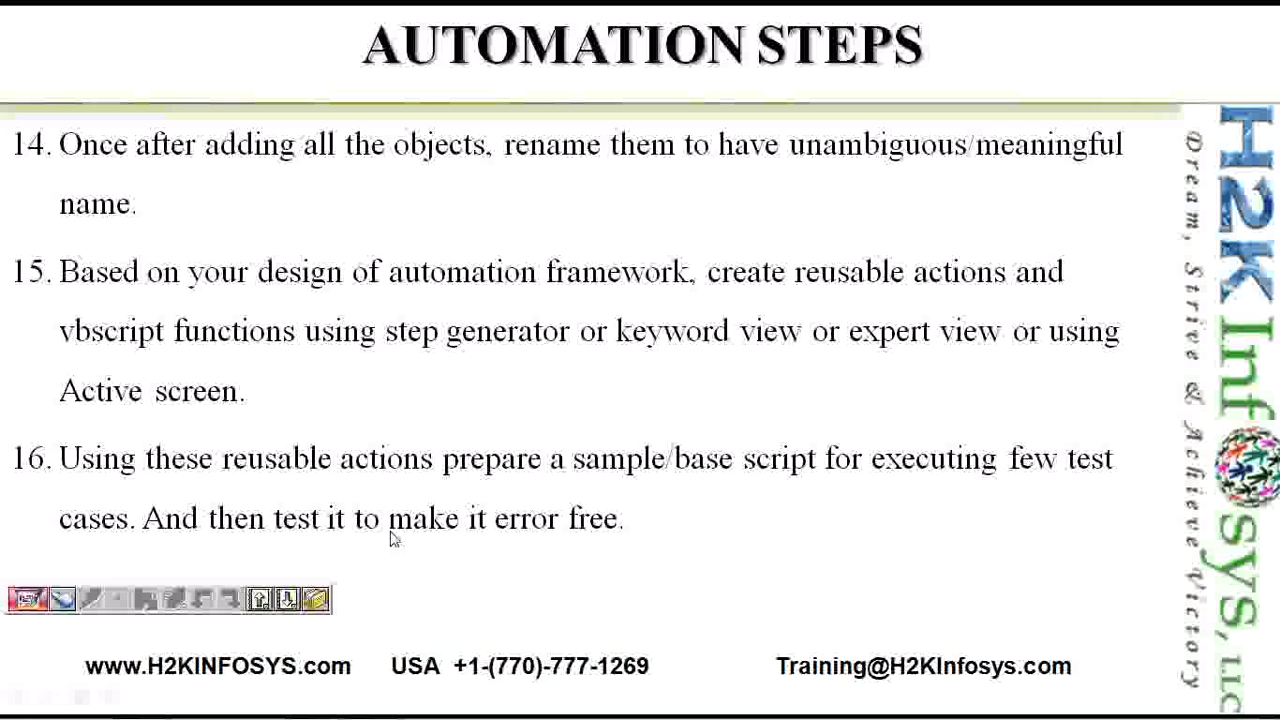 AUTOMATION STEPS
14. Once after adding all the objects, rename them to have unambiguous/meaningful
name.
15. Based on your design of automation framework, create reusable actions and
vbscript functions using step generator or keyword view or expert view or using
Active screen.
16. Using these reusable actions prepare a sample/base script for executing few test
cases. And then test it to make it error free.
www.H2KINFOSYS.com USA +1-(770)-777-1269 Training@H2KInfosys.com
Dream, Strive & Achieve Victory
H2KInfosys, LLC